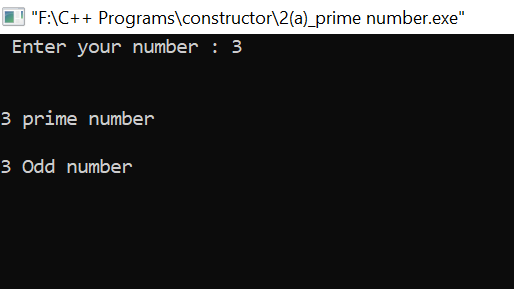 "F:\C++ Programs\constructor\2(a)_prime number.exe"
Enter your number : 3
3 prime number
3 Odd number